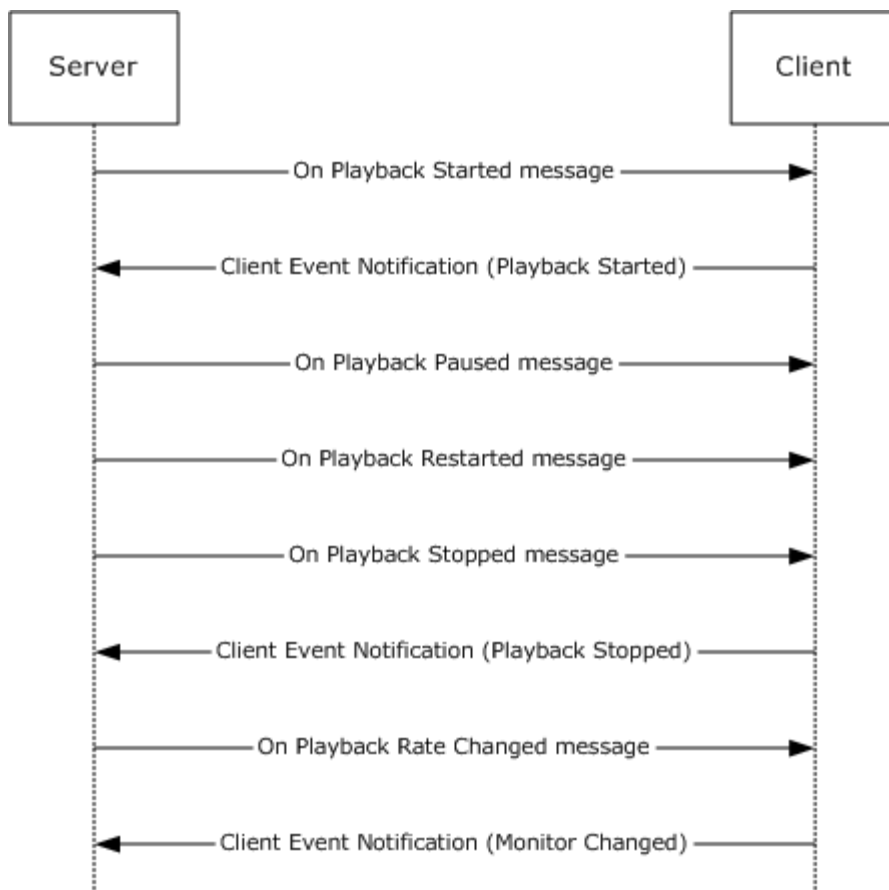 Server
Client
On Playback Started message
Client Event Notification (Playback Started)
On Playback Paused message
On Playback Restarted message
On Playback Stopped message
Client Event Notification (Playback Stopped)
On Playback Rate Changed message
Client Event Notification (Monitor Changed)